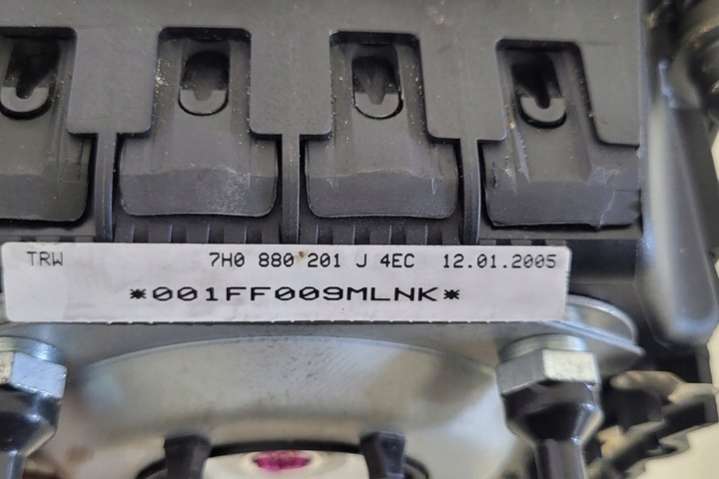 TRW 7H0 880 201 J 4EC 12.01.2005
*001FF009MLNK*